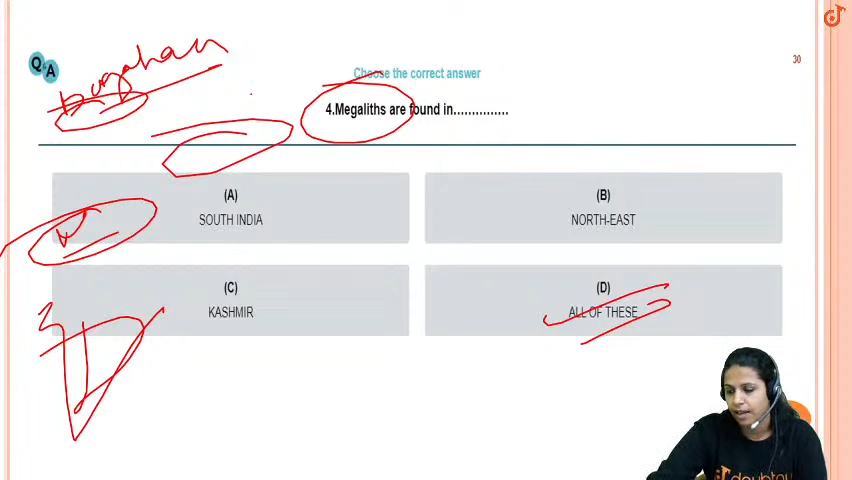 Q & A
30
Choose the correct answer
4.Megaliths are found in...............
(A)
SOUTH INDIA
(B)
NORTH-EAST
(C)
KASHMIR
(D)
ALL OF THESE